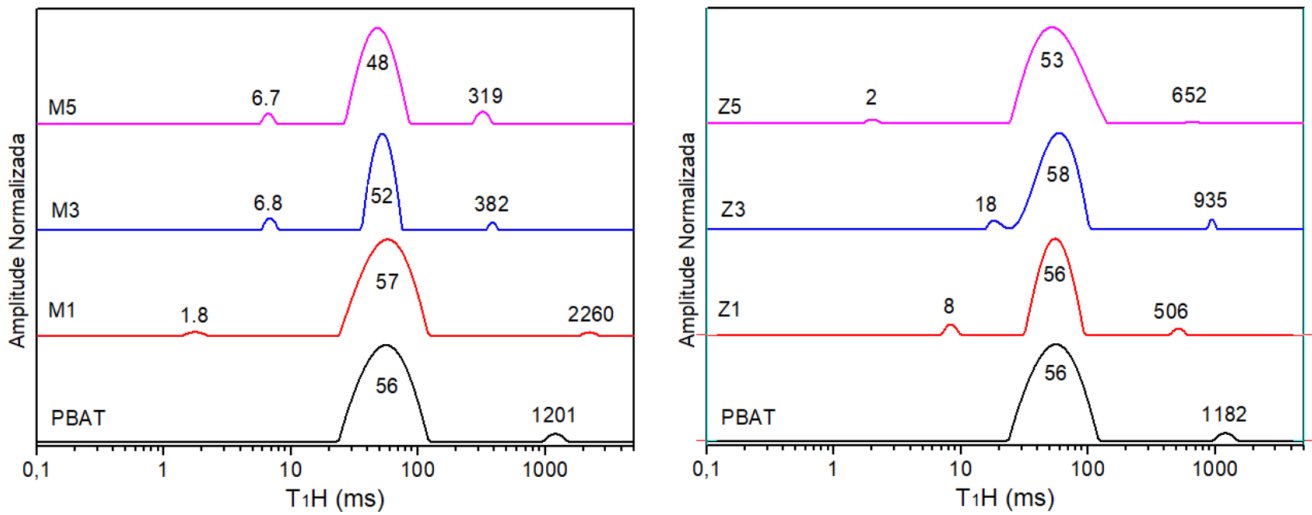 Amplitude Normalizada
M5
6.7
48
319
M3
6.8
52
382
M1
1.8
57
2260
PBAT
56
1201
0,1
1
10
100
1000
T1H (ms)
Amplitude Normalizada
Z5
2
53
652
Z3
18
58
935
Z1
8
56
506
PBAT
56
1182
0,1
1
10
100
1000
T1H (ms)